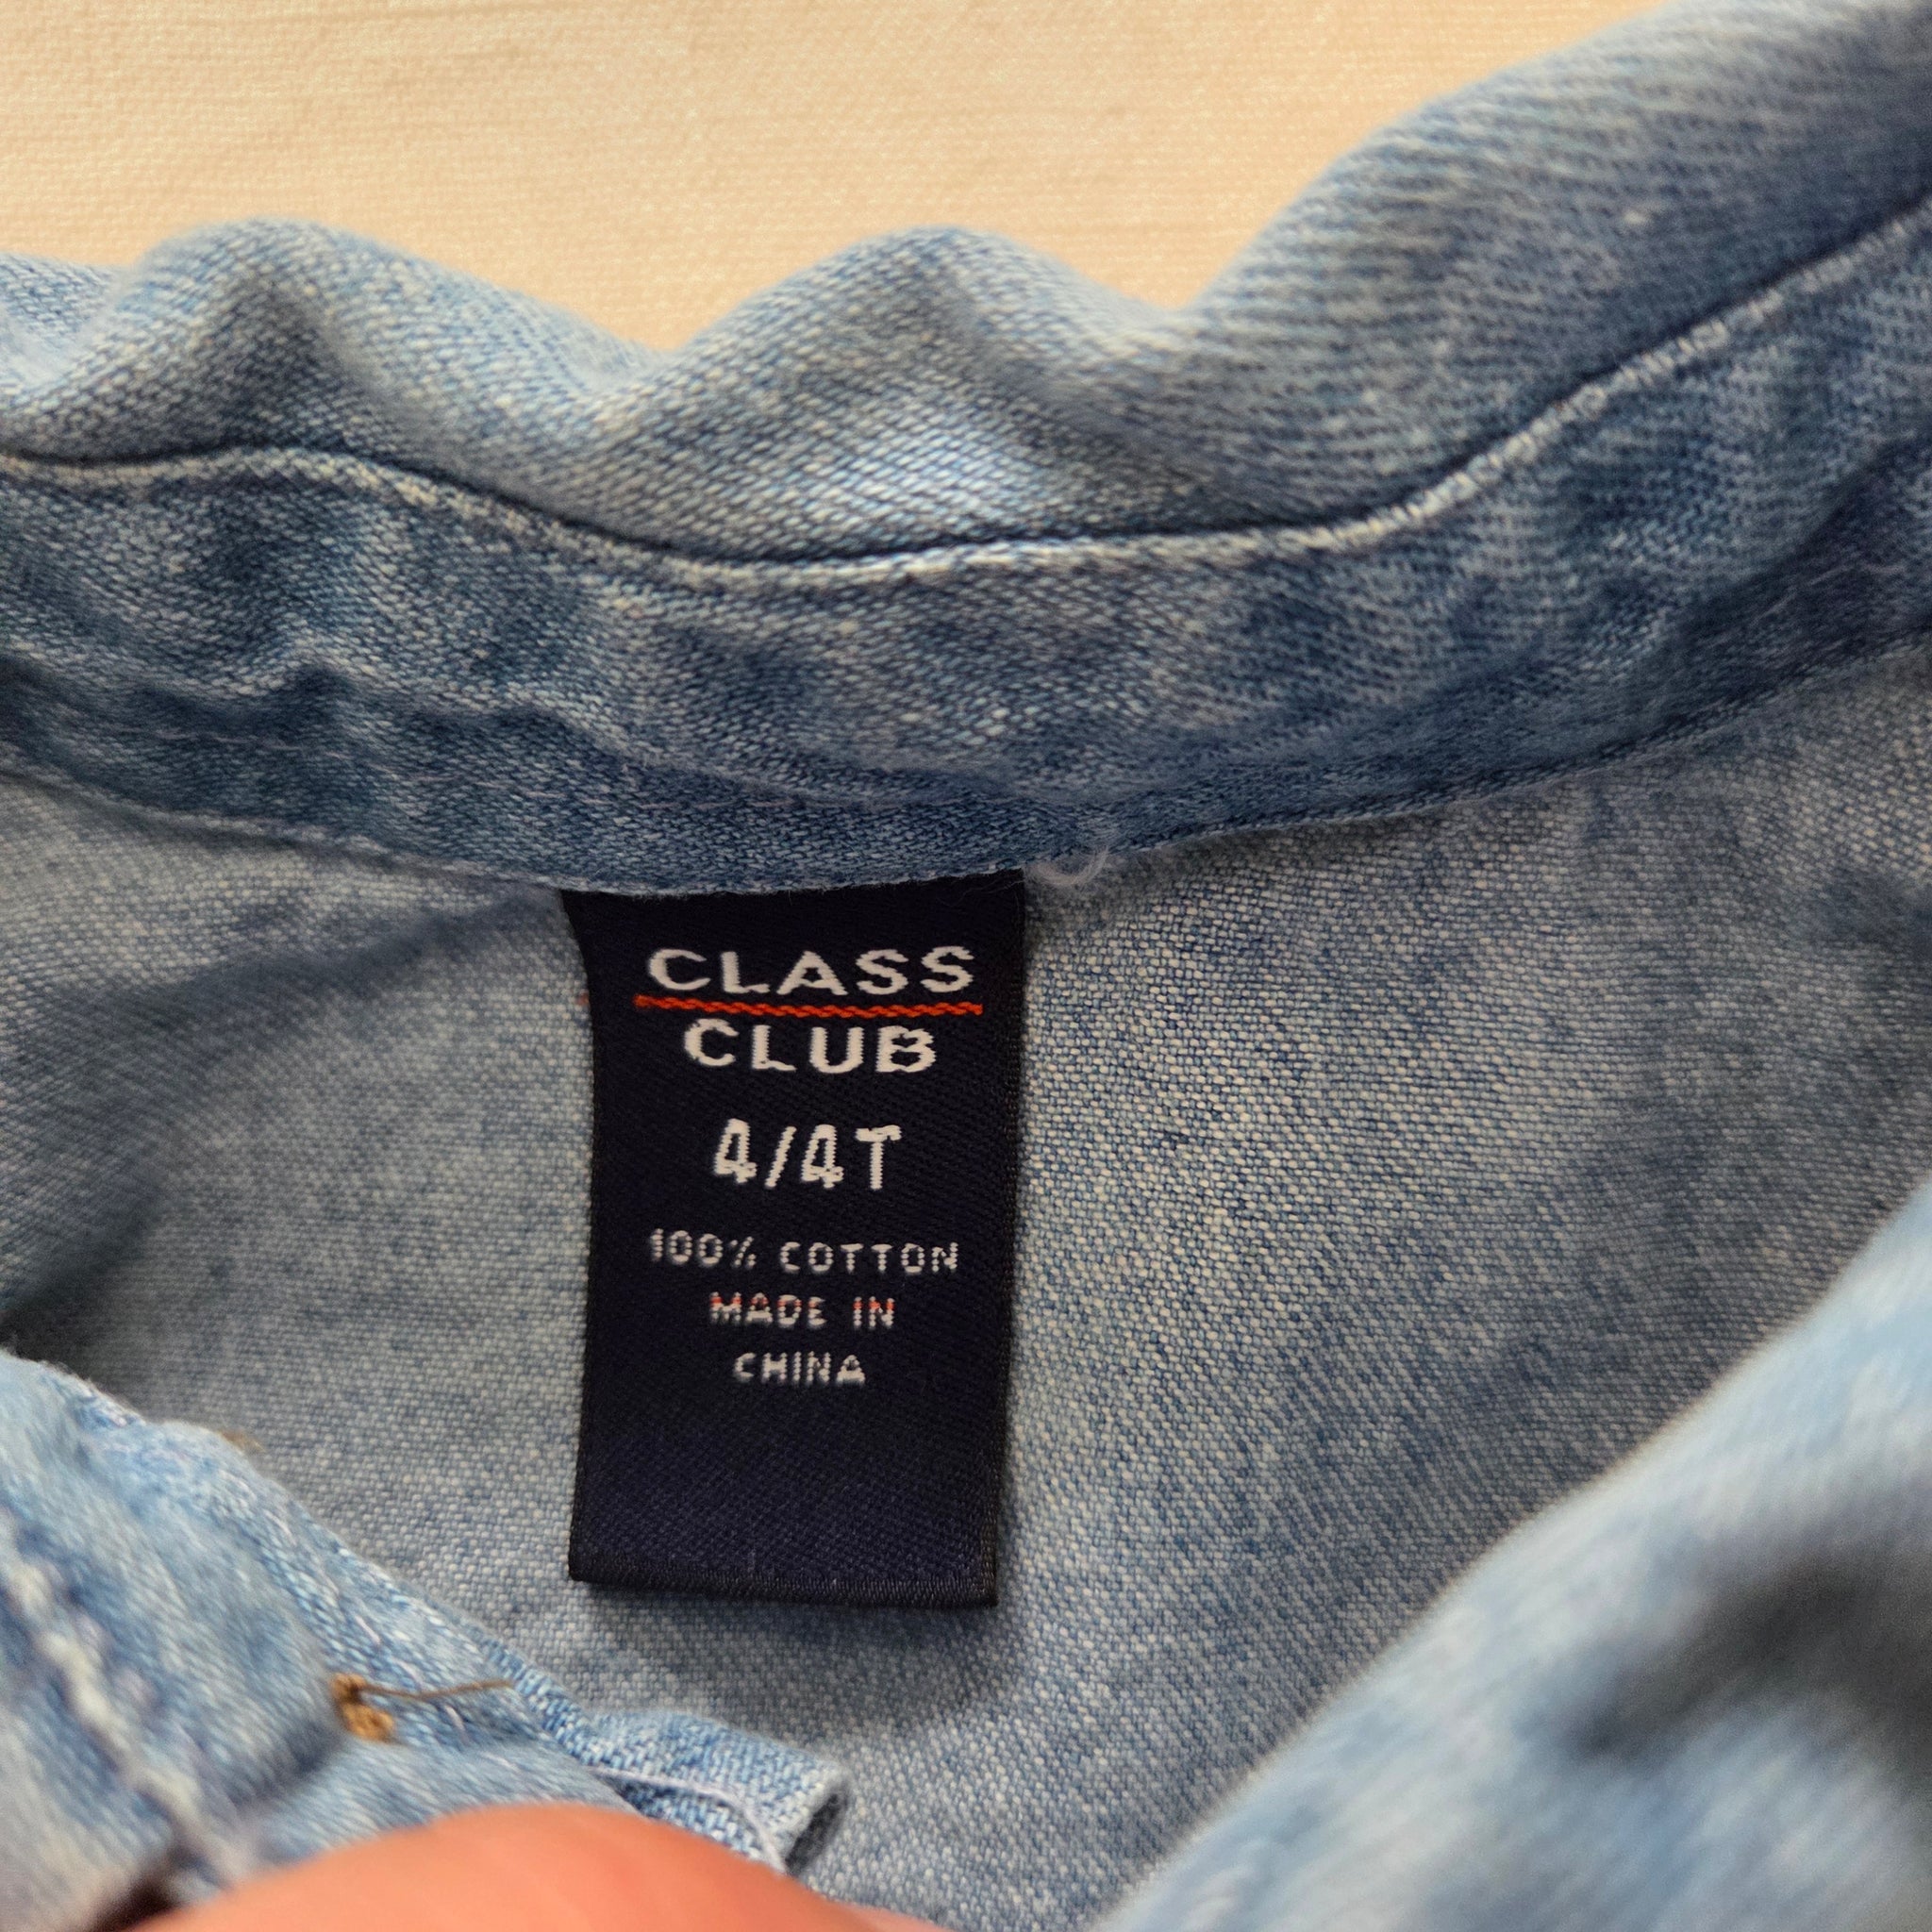 CLASS
CLUB
4/4T
100% COTTON
MADE IN
CHINA